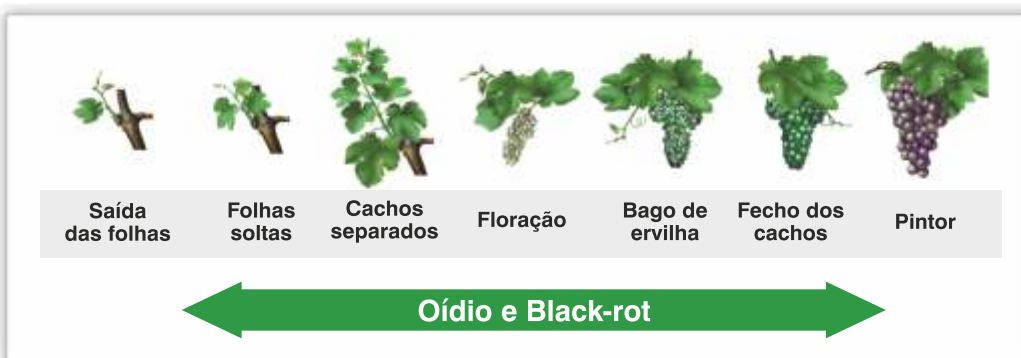 Saída
das folhas
Folhas
soltas
Cachos
separados
Floração
Bago de
ervilha
Fecho dos
cachos
Pintor
Oídio e Black-rot